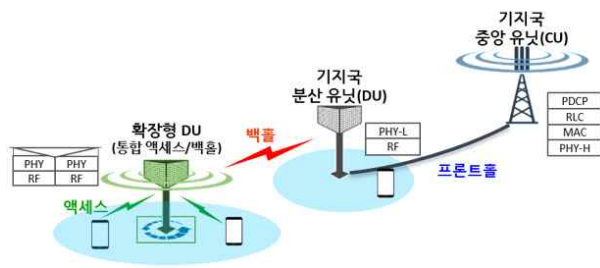 기지국
중앙 유닛(CU)
PDCP
RLC
MAC
PHY-H
기지국
분산 유닛(DU)
PHY-L
RF
프론트홀
백홀
확장형 DU
(통합 액세스/백홀)
PHY PHY
RF RF
액세스